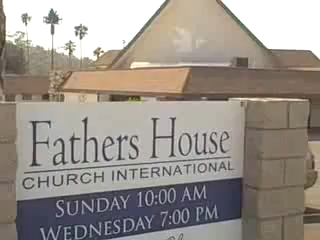 Fathers House
CHURCH INTERNATIONAL
SUNDAY 10:00 AM
WEDNESDAY 7:00 PM